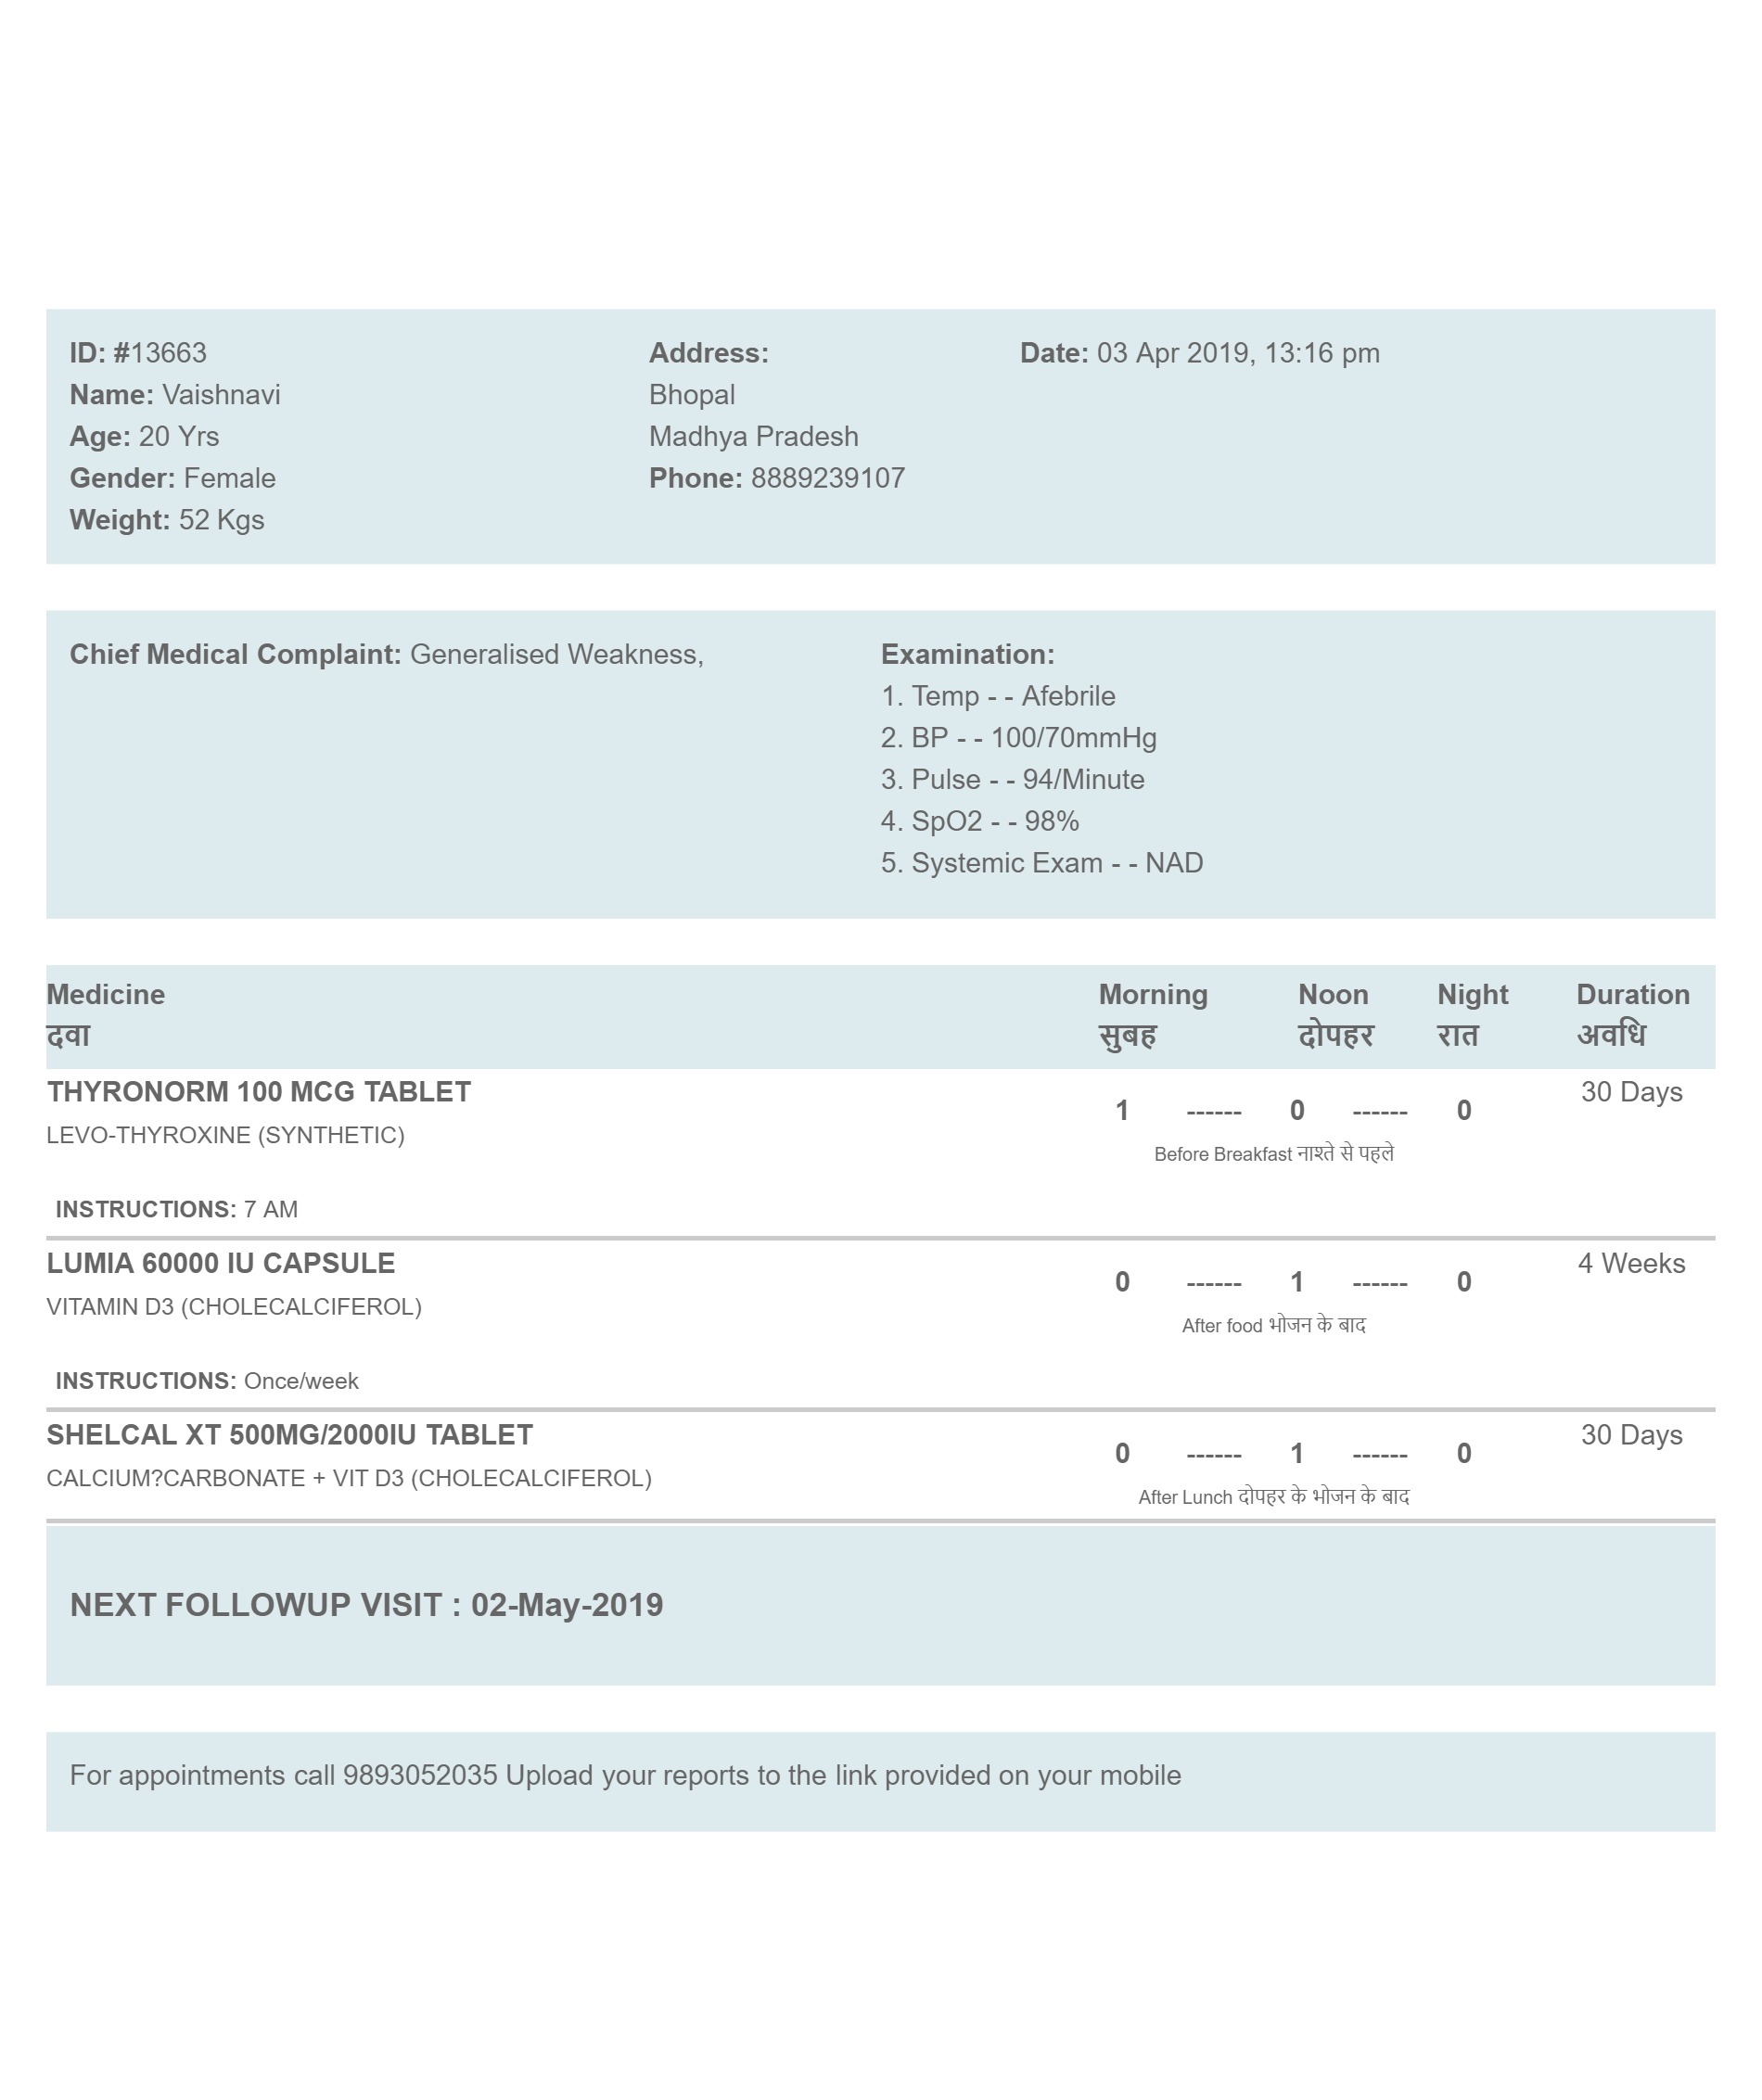 ID: #13663
Name: Vaishnavi
Age: 20 Yrs
Gender: Female
Weight: 52 Kgs
Address:
Bhopal
Madhya Pradesh
Phone: 8889239107
Date: 03 Apr 2019, 13:16 pm
Chief Medical Complaint: Generalised Weakness,
Examination:
1. Temp - - Afebrile
2. BP - - 100/70mmHg
3. Pulse - - 94/Minute
4. SpO2 - - 98%
5. Systemic Exam - - NAD
Medicine Morning Noon Night Duration
दवा सुबह दोपहर रात अवधि
THYRONORM 100 MCG TABLET 30 Days
1 ------ 0 ------ 0
LEVO-THYROXINE (SYNTHETIC)
Before Breakfast नाश्ते से पहले
INSTRUCTIONS: 7 AM
LUMIA 60000 IU CAPSULE 4 Weeks
0 ------ 1 ------ 0
VITAMIN D3 (CHOLECALCIFEROL)
After food भोजन के बाद
INSTRUCTIONS: Once/week
SHELCAL XT 500MG/2000IU TABLET 30 Days
0 ------ 1 ------ 0
CALCIUM?CARBONATE + VIT D3 (CHOLECALCIFEROL)
After Lunch दोपहर के भोजन के बाद
NEXT FOLLOWUP VISIT : 02-May-2019
For appointments call 9893052035 Upload your reports to the link provided on your mobile